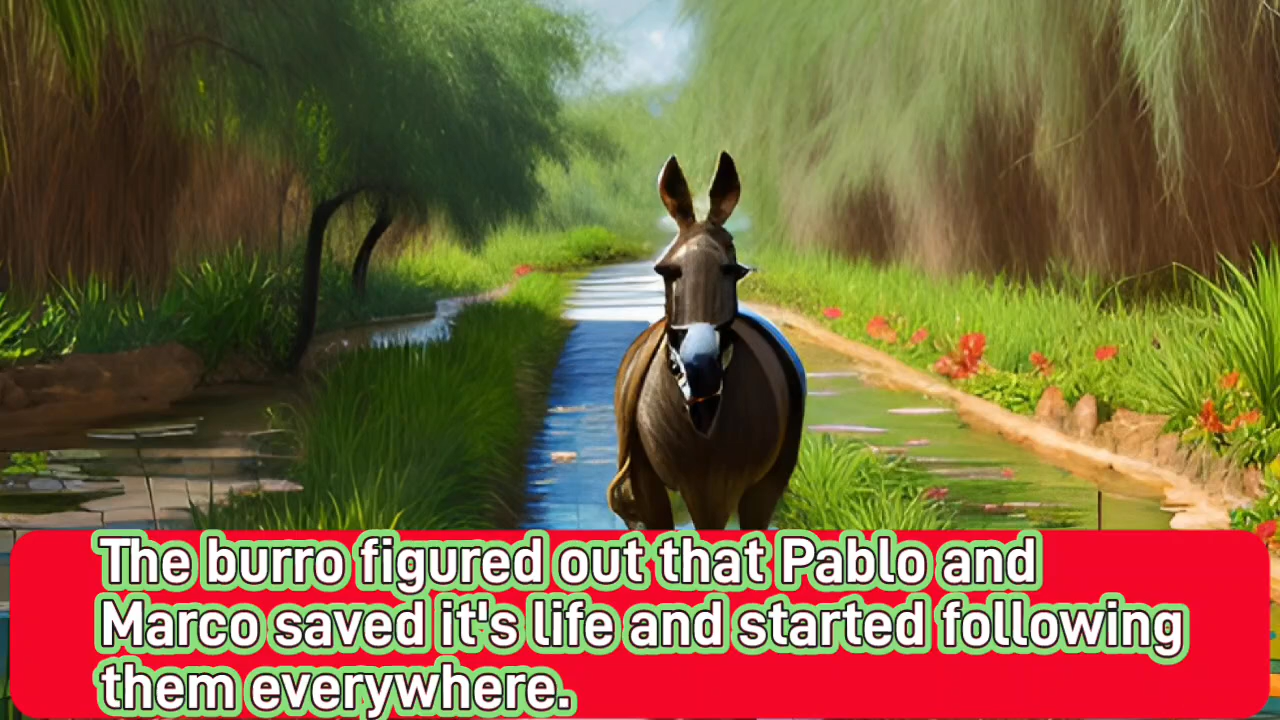 The burro figured out that Pablo and
Marco saved it's life and started following
them everywhere.